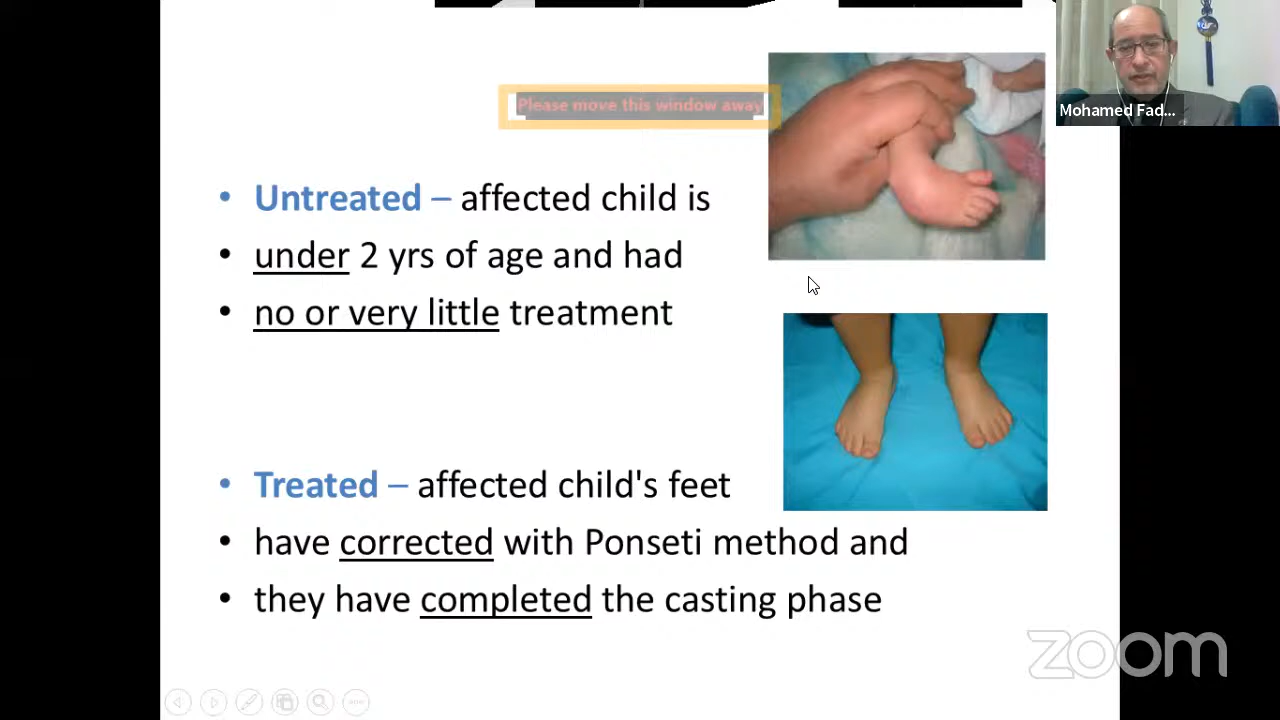 Please move this window away
Mohamed Fad...
• Untreated – affected child is
• under 2 yrs of age and had
• no or very little treatment
• Treated – affected child's feet
• have corrected with Ponseti method and
• they have completed the casting phase
zoom